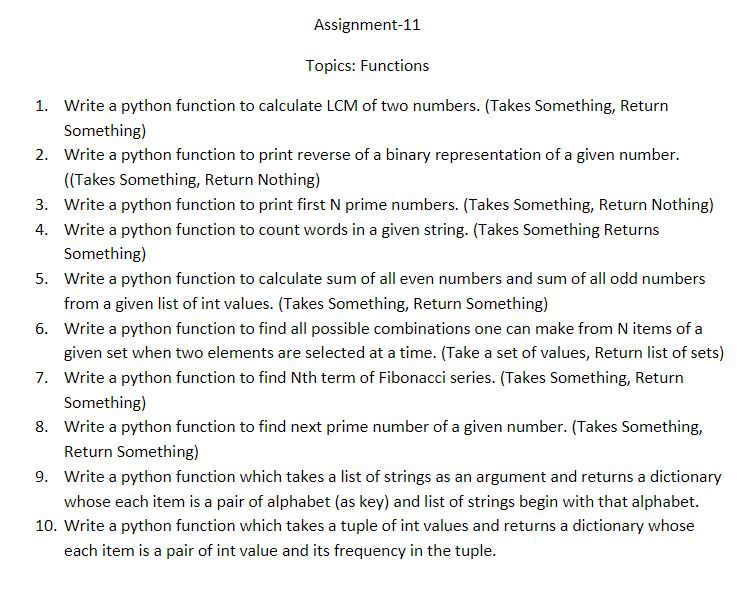 Assignment-11
Topics: Functions
1. Write a python function to calculate LCM of two numbers. (Takes Something, Return
Something)
2. Write a python function to print reverse of a binary representation of a given number.
((Takes Something, Return Nothing)
3. Write a python function to print first N prime numbers. (Takes Something, Return Nothing)
4. Write a python function to count words in a given string. (Takes Something Returns
Something)
5. Write a python function to calculate sum of all even numbers and sum of all odd numbers
from a given list of int values. (Takes Something, Return Something)
6. Write a python function to find all possible combinations one can make from N items of a
given set when two elements are selected at a time. (Take a set of values, Return list of sets)
7. Write a python function to find Nth term of Fibonacci series. (Takes Something, Return
Something)
8. Write a python function to find next prime number of a given number. (Takes Something,
Return Something)
9. Write a python function which takes a list of strings as an argument and returns a dictionary
whose each item is a pair of alphabet (as key) and list of strings begin with that alphabet.
10. Write a python function which takes a tuple of int values and returns a dictionary whose
each item is a pair of int value and its frequency in the tuple.